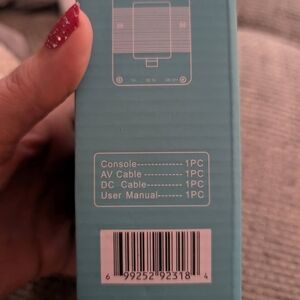 Console------------- 1PC
AV Cable ------- 1PC
DC Cable------- 1PC
User Manual------1PC
6 99252 92318 4